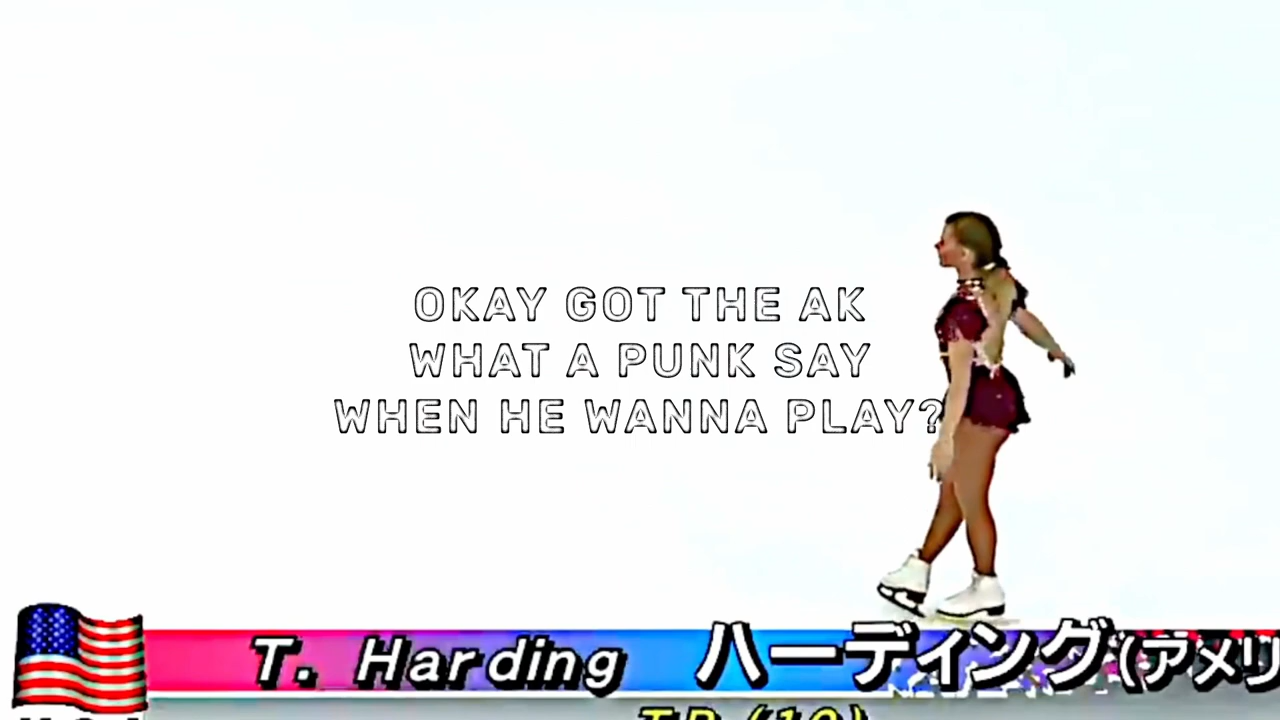 OKAY GOT THE AK
WHAT A PUNK SAY
WHEN HE WANNA PLAY?
T. Harding ハーディング(アメリ